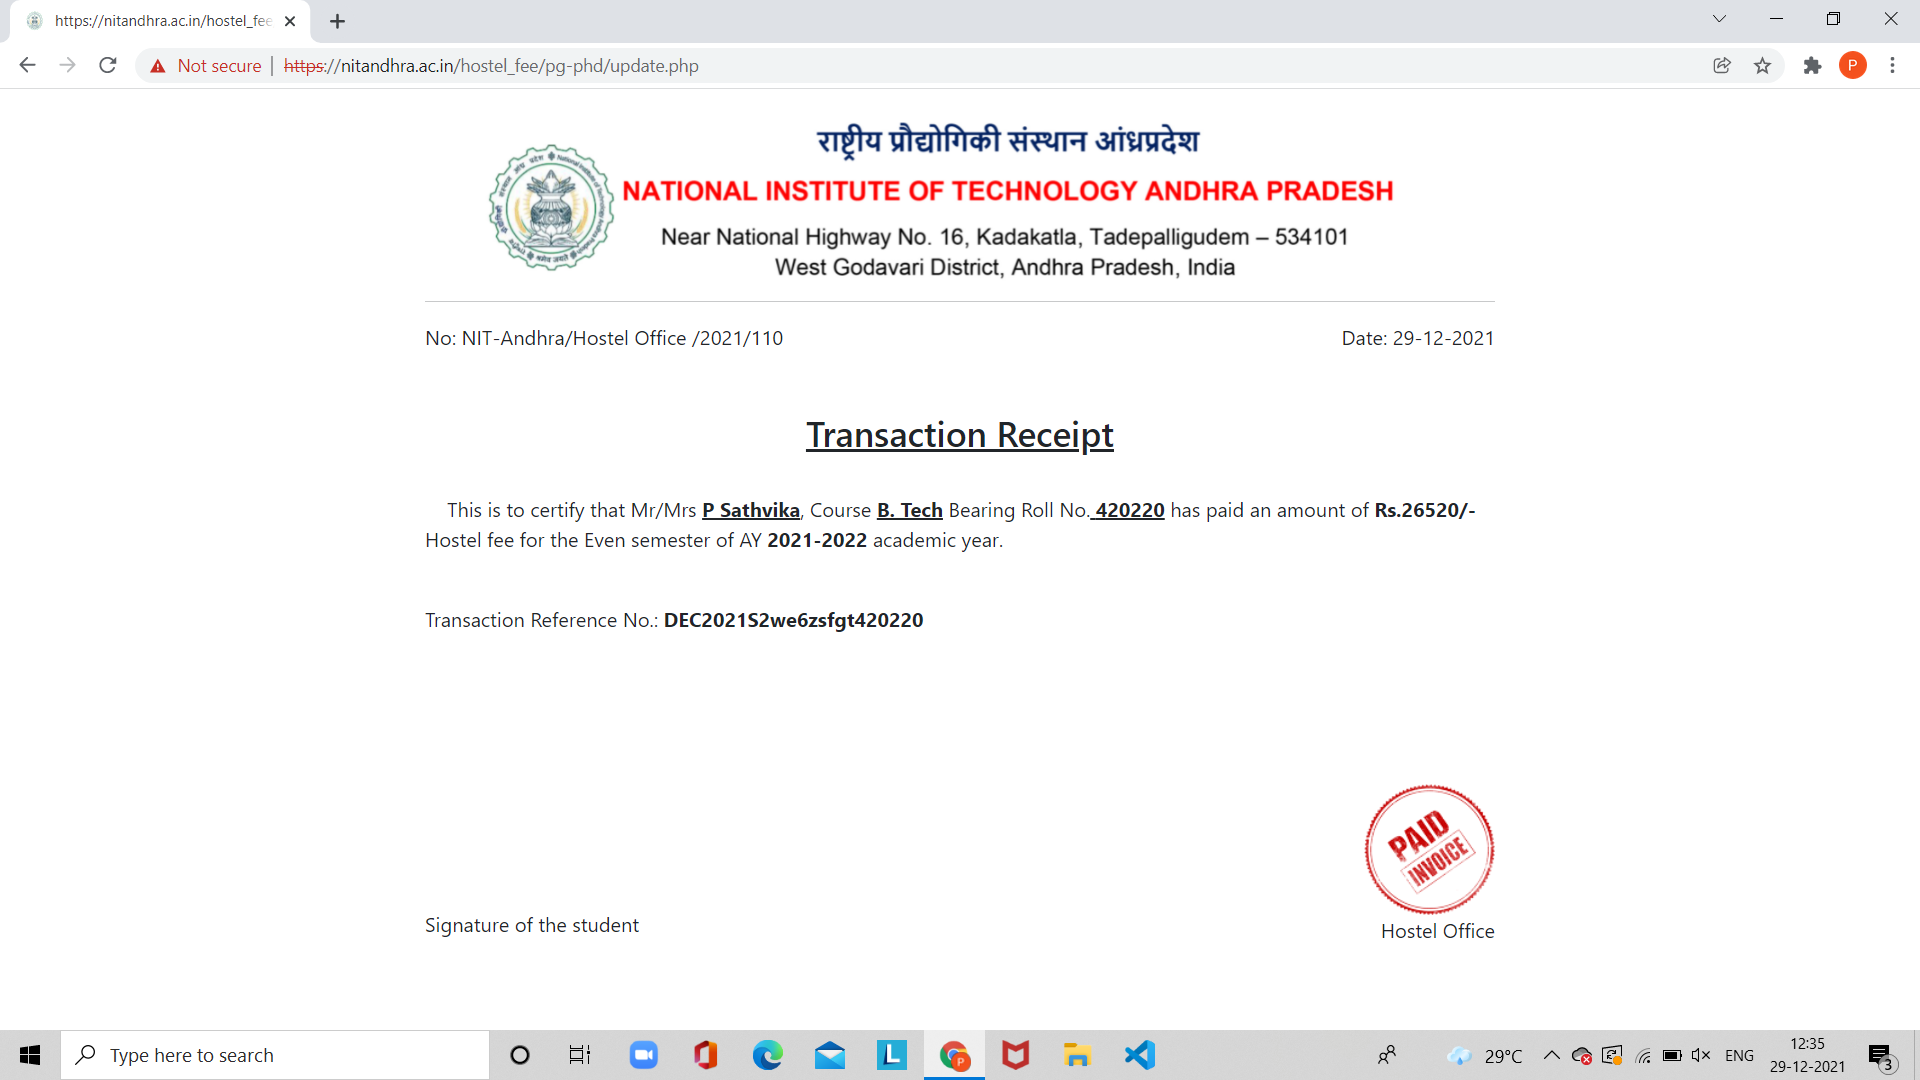 https://nitandhra.ac.in/hostel_fee
Not secure | https://nitandhra.ac.in/hostel_fee/pg-phd/update.php
P
राष्ट्रीय प्रौद्योगिकी संस्थान आंध्रप्रदेश
NATIONAL INSTITUTE OF TECHNOLOGY ANDHRA PRADESH
Near National Highway No. 16, Kadakatla, Tadepalligudem – 534101
West Godavari District, Andhra Pradesh, India
No: NIT-Andhra/Hostel Office /2021/110
Date: 29-12-2021
Transaction Receipt
This is to certify that Mr/Mrs P Sathvika, Course B. Tech Bearing Roll No. 420220 has paid an amount of Rs.26520/-
Hostel fee for the Even semester of AY 2021-2022 academic year.
Transaction Reference No.: DEC2021S2we6zsfgt420220
PAID
INVOICE
Signature of the student
Hostel Office
Type here to search
L
P
29°C
ENG
12:35
29-12-2021
3